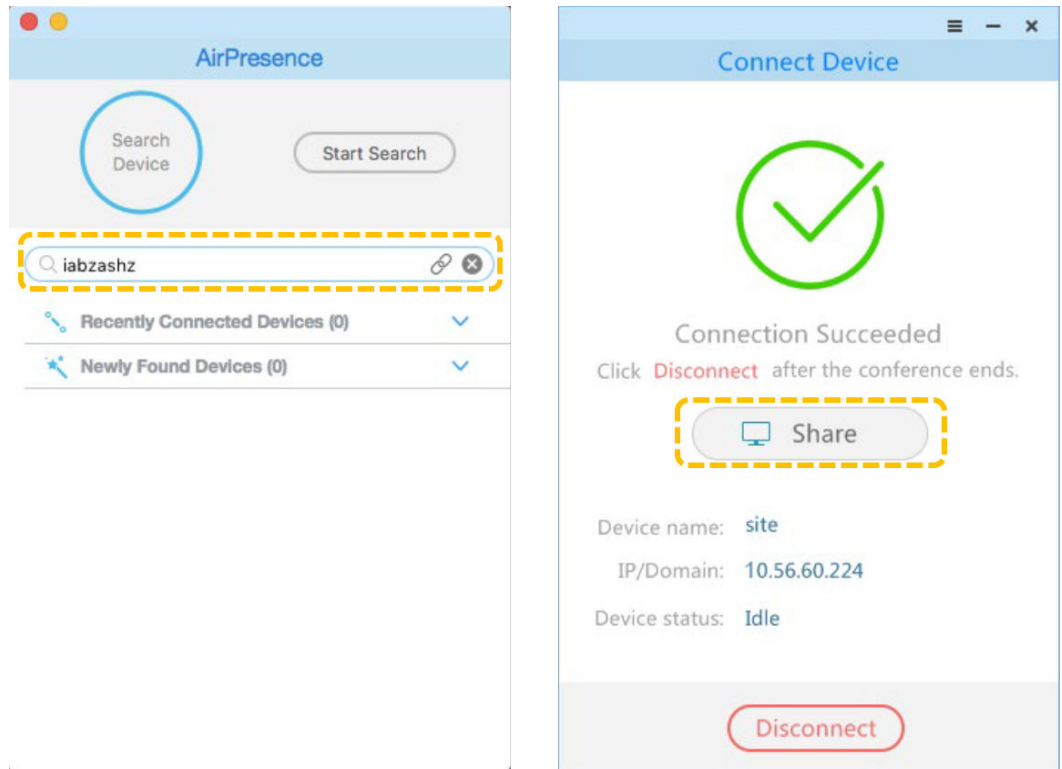 AirPresence
Search
Device
Start Search
iabzashz
Recently Connected Devices (0)
Newly Found Devices (0)
Connect Device
Connection Succeeded
Click Disconnect after the conference ends.
Share
Device name: site
IP/Domain: 10.56.60.224
Device status: Idle
Disconnect